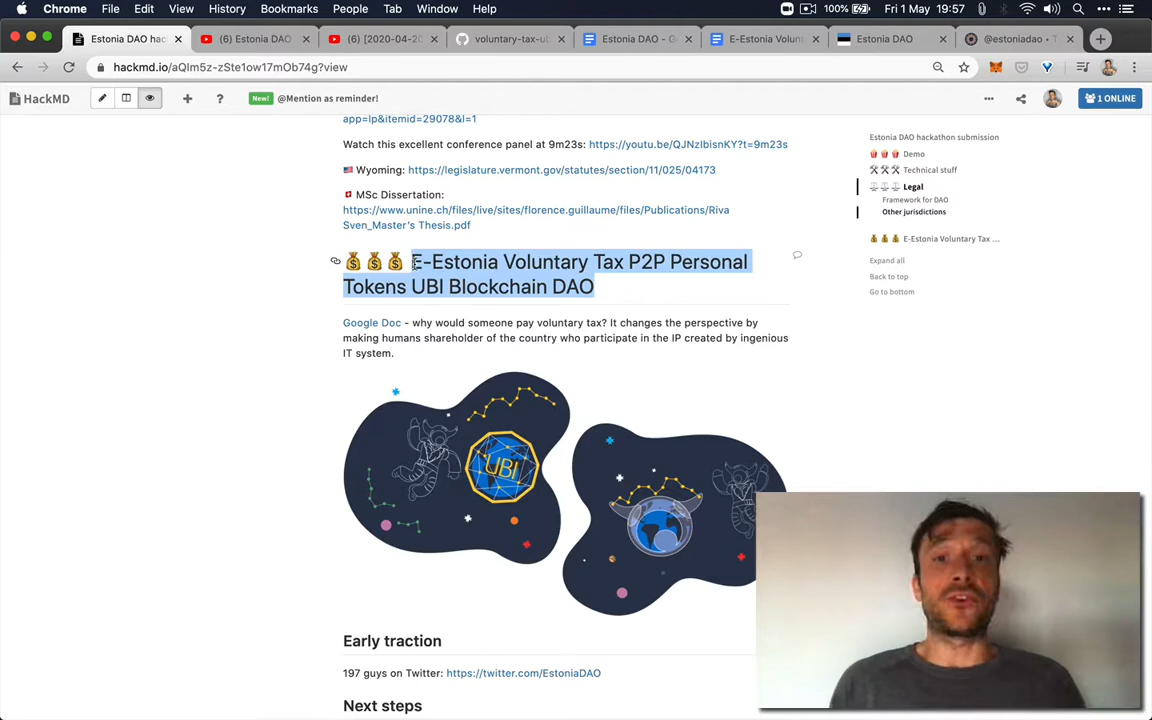 Chrome File Edit View History Bookmarks People Tab Window Help 100% Fri 1 May 19:57
Estonia DAO hac (6) Estonia DAO (6) [2020-04-20 voluntary-tax-ub Estonia DAO - G E-Estonia Volun Estonia DAO @estoniadao • T
hackmd.io/aQIm5z-zSte1ow17mOb74g?view
HackMD New! @Mention as reminder! 1 ONLINE
app=lp&itemid=29078&l=1
Watch this excellent conference panel at 9m23s: https://youtu.be/QJNzIbisnKY?t=9m23s
🇺🇸 Wyoming: https://legislature.vermont.gov/statutes/section/11/025/04173
🇨🇭 MSc Dissertation:
https://www.unine.ch/files/live/sites/florence.guillaume/files/Publications/Riva
Sven_Master's Thesis.pdf
💰 💰 💰 E-Estonia Voluntary Tax P2P Personal
Tokens UBI Blockchain DAO
Google Doc - why would someone pay voluntary tax? It changes the perspective by
making humans shareholder of the country who participate in the IP created by ingenious
IT system.
UBI
Early traction
197 guys on Twitter: https://twitter.com/EstoniaDAO
Next steps
Estonia DAO hackathon submission
🍿 🍿 🍿 Demo
🛠 🛠 🛠 Technical stuff
⚖️ ⚖️ ⚖️ Legal
Framework for DAO
Other jurisdictions
💰 💰 💰 E-Estonia Voluntary Tax ...
Expand all
Back to top
Go to bottom